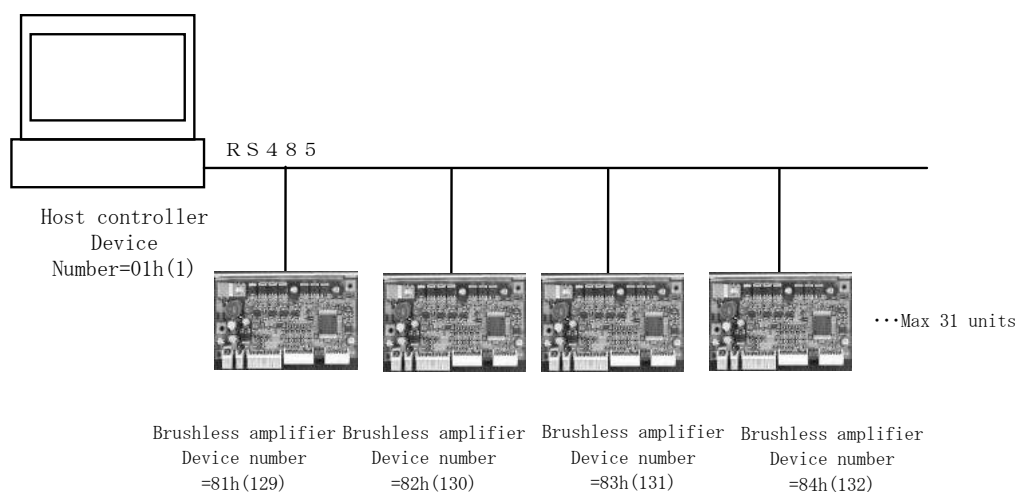 ＲＳ４８５
Host controller
Device
Number=01h(1)
···Max 31 units
Brushless amplifier
Device number
=81h(129)
Brushless amplifier
Device number
=82h(130)
Brushless amplifier
Device number
=83h(131)
Brushless amplifier
Device number
=84h(132)